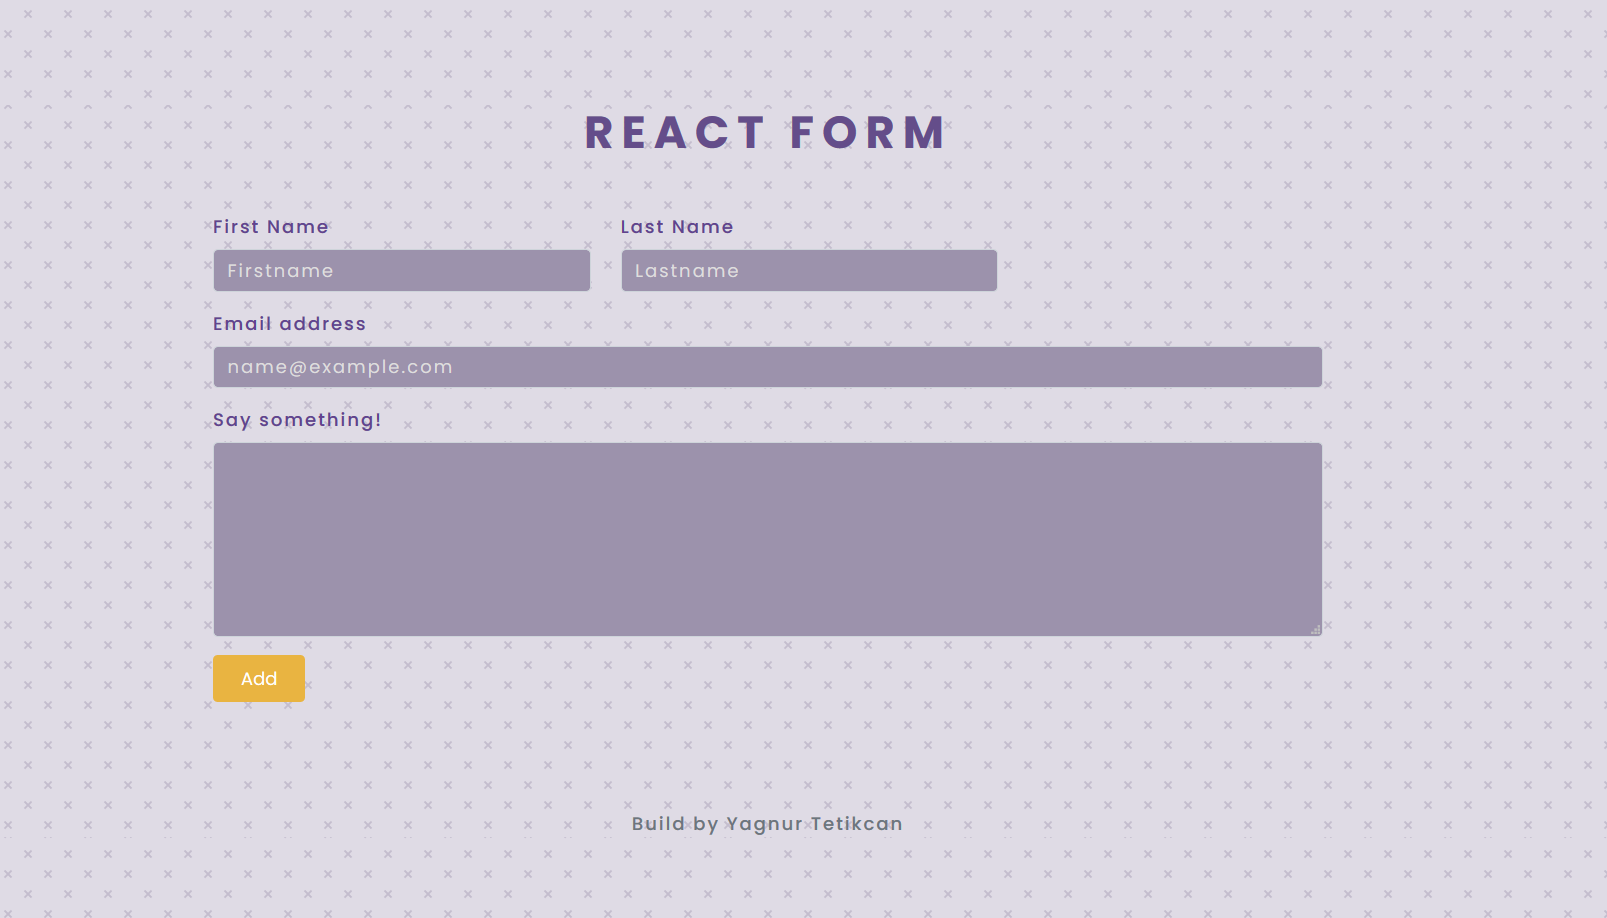 REACT FORM
First Name Last Name
Firstname Lastname
Email address
name@example.com
Say something!
Add
Build by Yagnur Tetikcan